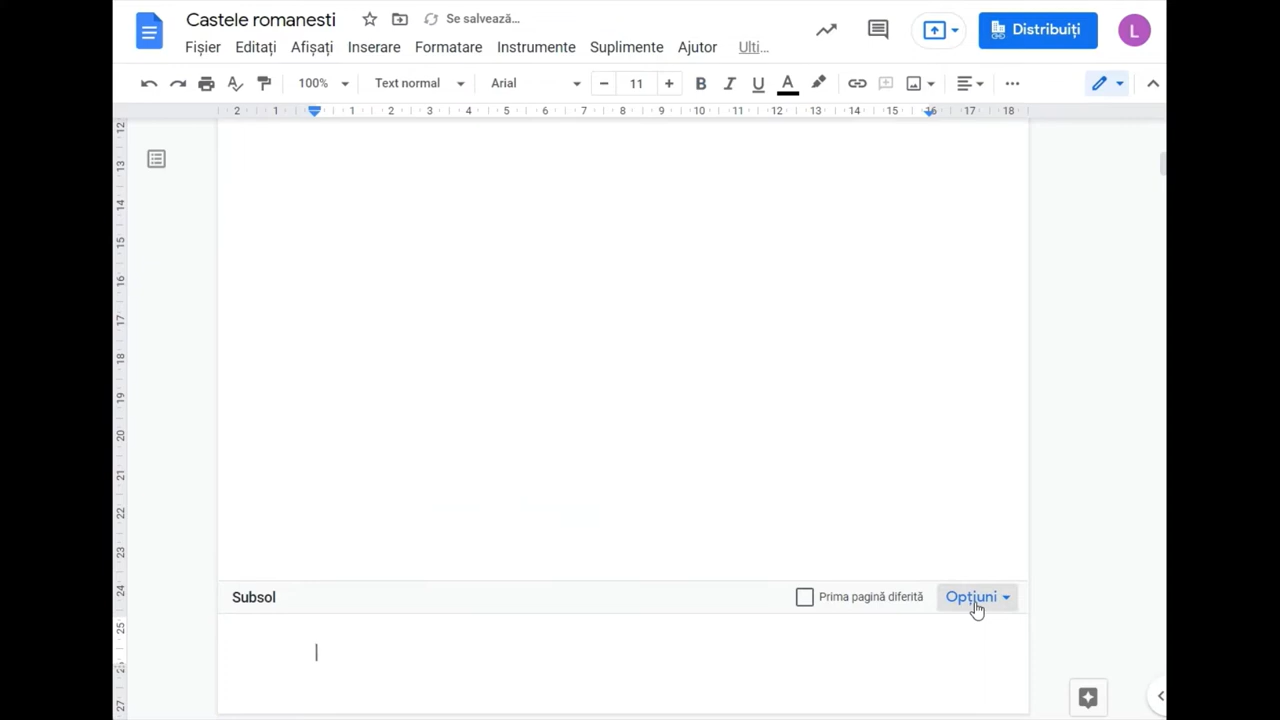 Castele romanesti
Se salvează…
Fișier Editați Afișați Inserare Formatare Instrumente Suplimente Ajutor Ulti…
Distribuiți
L
100% Text normal Arial 11 B I U A
2 1 1 2 3 4 5 6 7 8 9 10 11 12 13 14 15 16 17 18
12
13
14
15
16
17
18
19
20
21
22
23
24
25
27
Subsol Prima pagină diferită Opțiuni